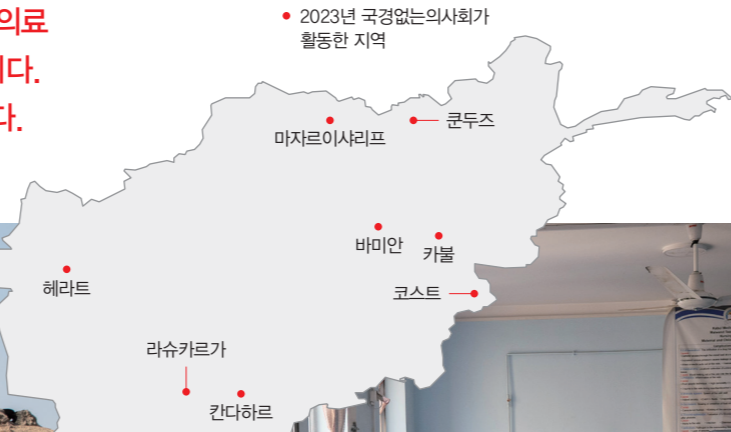 의료
다.
다.
• 2023년 국경없는의사회가
활동한 지역
마자르이샤리프
쿤두즈
바미안
카불
헤라트
코스트
라슈카르가
칸다하르